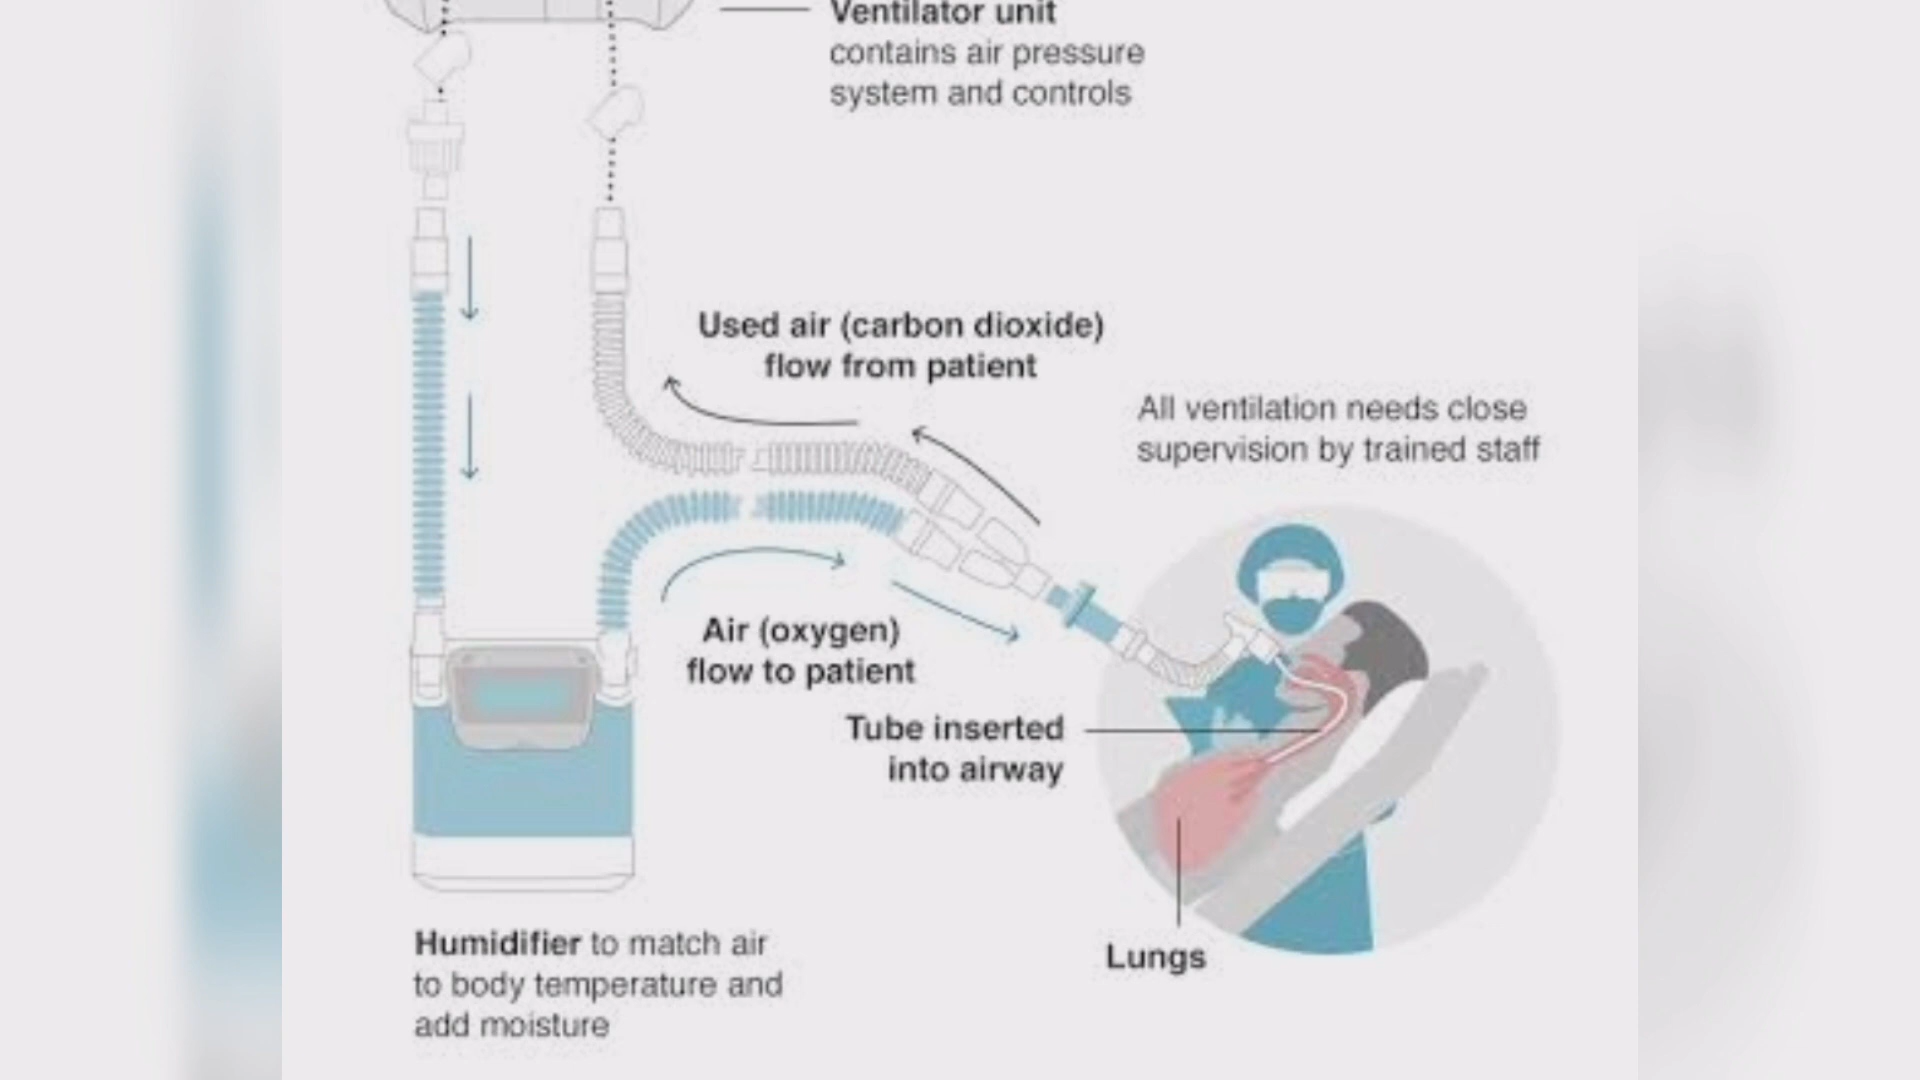 Ventilator unit
contains air pressure
system and controls
Used air (carbon dioxide)
flow from patient
All ventilation needs close
supervision by trained staff
Air (oxygen)
flow to patient
Tube inserted
into airway
Lungs
Humidifier to match air
to body temperature and
add moisture